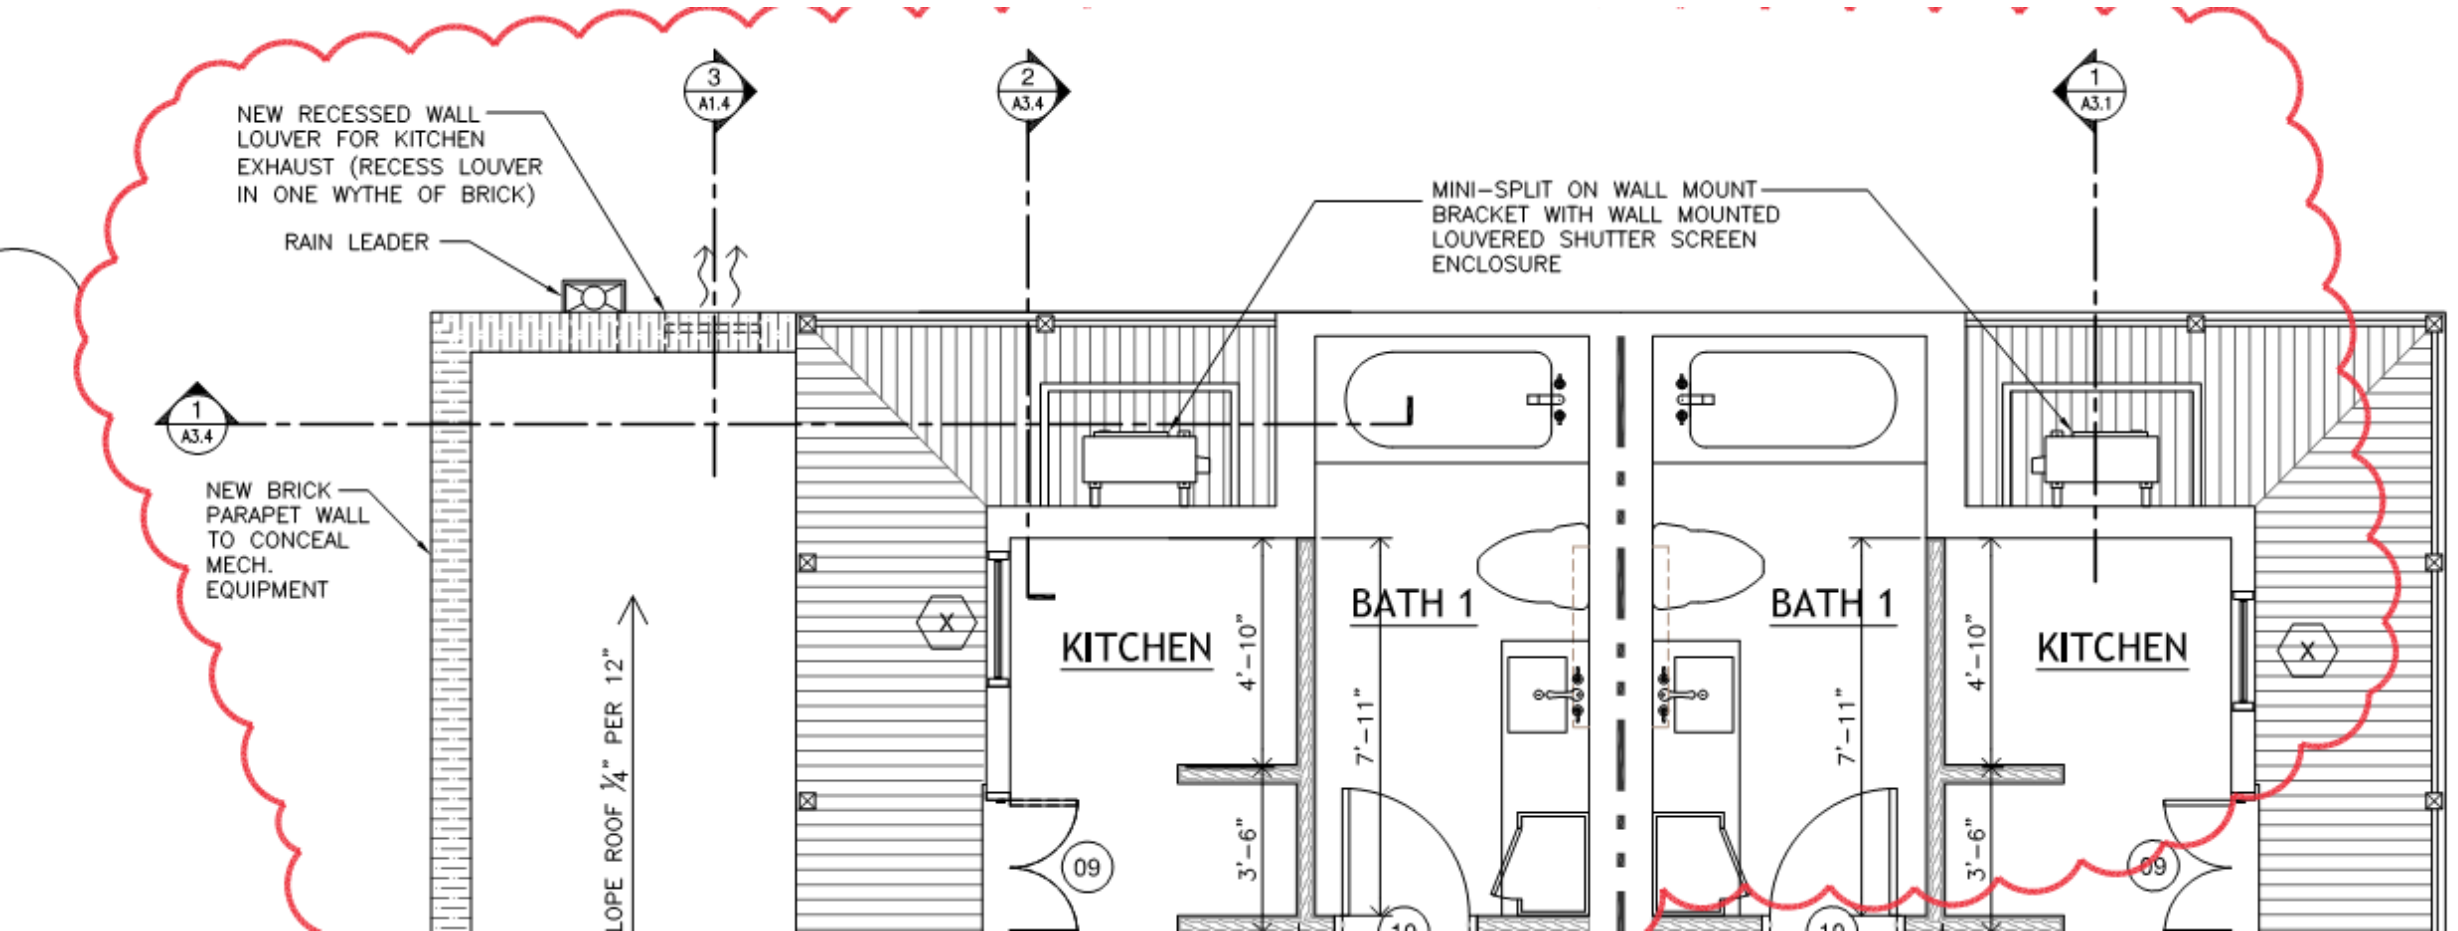 3
A1.4
2
A3.4
1
A3.1
NEW RECESSED WALL
LOUVER FOR KITCHEN
EXHAUST (RECESS LOUVER
IN ONE WYTHE OF BRICK)
RAIN LEADER
MINI-SPLIT ON WALL MOUNT
BRACKET WITH WALL MOUNTED
LOUVERED SHUTTER SCREEN
ENCLOSURE
1
A3.4
NEW BRICK
PARAPET WALL
TO CONCEAL
MECH.
EQUIPMENT
LOPE ROOF ¼" PER 12"
X
KITCHEN
4'-10"
3'-6"
BATH 1
7'-11"
BATH 1
7'-11"
KITCHEN
4'-10"
3'-6"
X
09
09